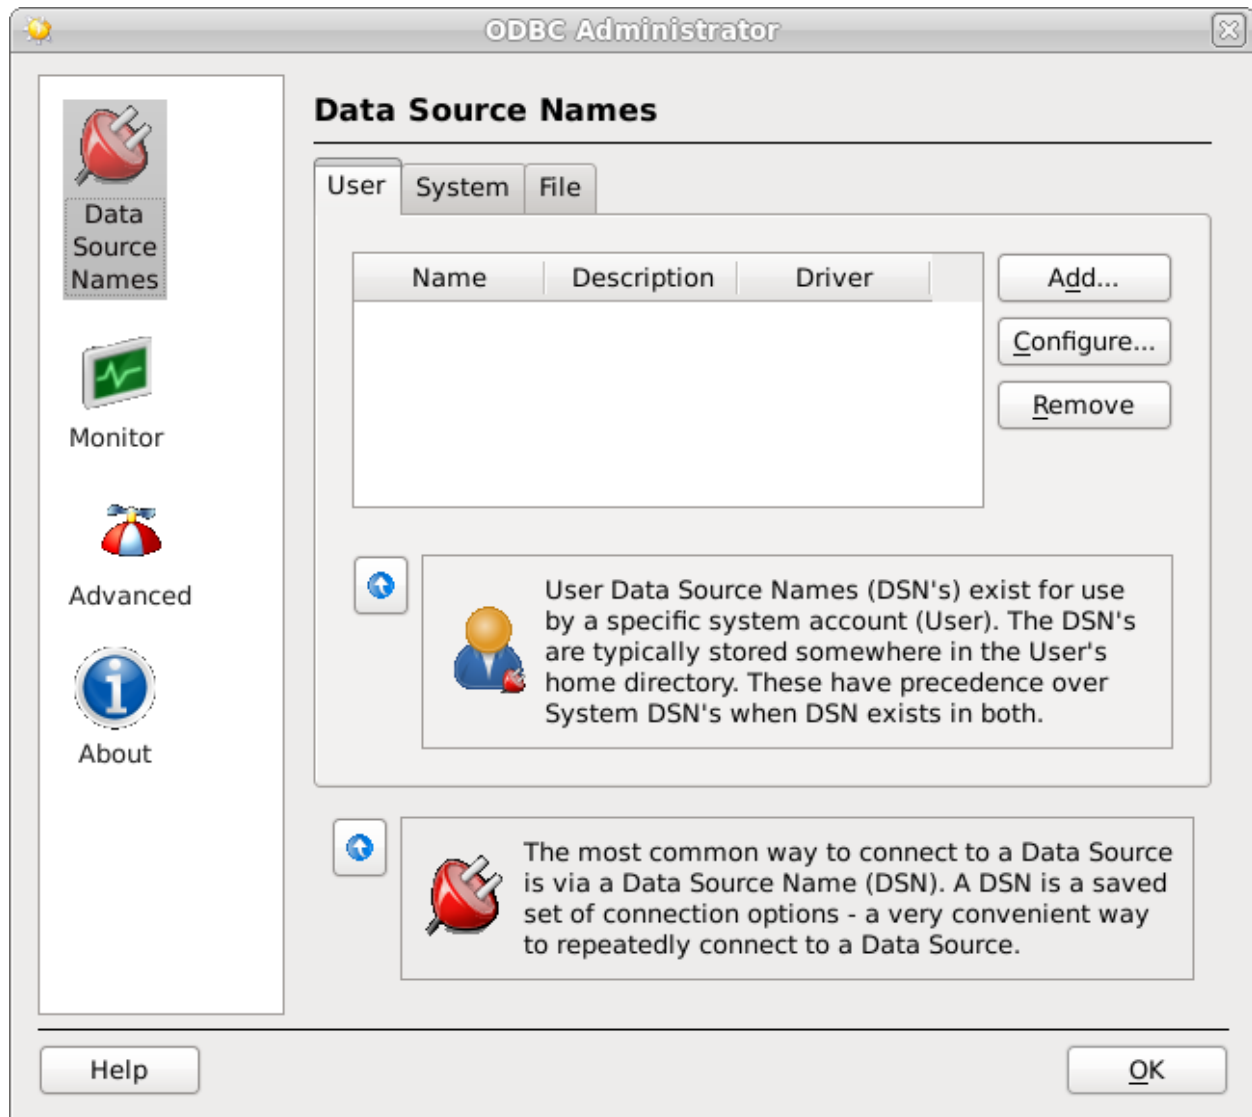 ODBC Administrator
Data
Source
Names
Monitor
Advanced
About
Data Source Names
User System File
Name Description Driver
Add...
Configure...
Remove
User Data Source Names (DSN's) exist for use
by a specific system account (User). The DSN's
are typically stored somewhere in the User's
home directory. These have precedence over
System DSN's when DSN exists in both.
The most common way to connect to a Data Source
is via a Data Source Name (DSN). A DSN is a saved
set of connection options - a very convenient way
to repeatedly connect to a Data Source.
Help
OK